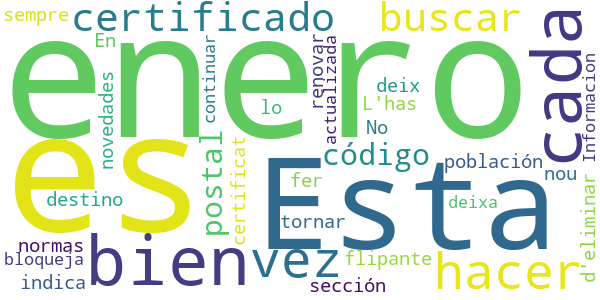 sempre
certificado
buscar
En
enero
cada
continuar
renovar
actualizada
deix
L'has
lo
novedades
No
Informacion
es
Esta
código
población
postal
certificat
fer
nou
destino
tornar
deixa
d'eliminar
normas
bien
vez
flipante
hacer
bloqueja
indica
sección